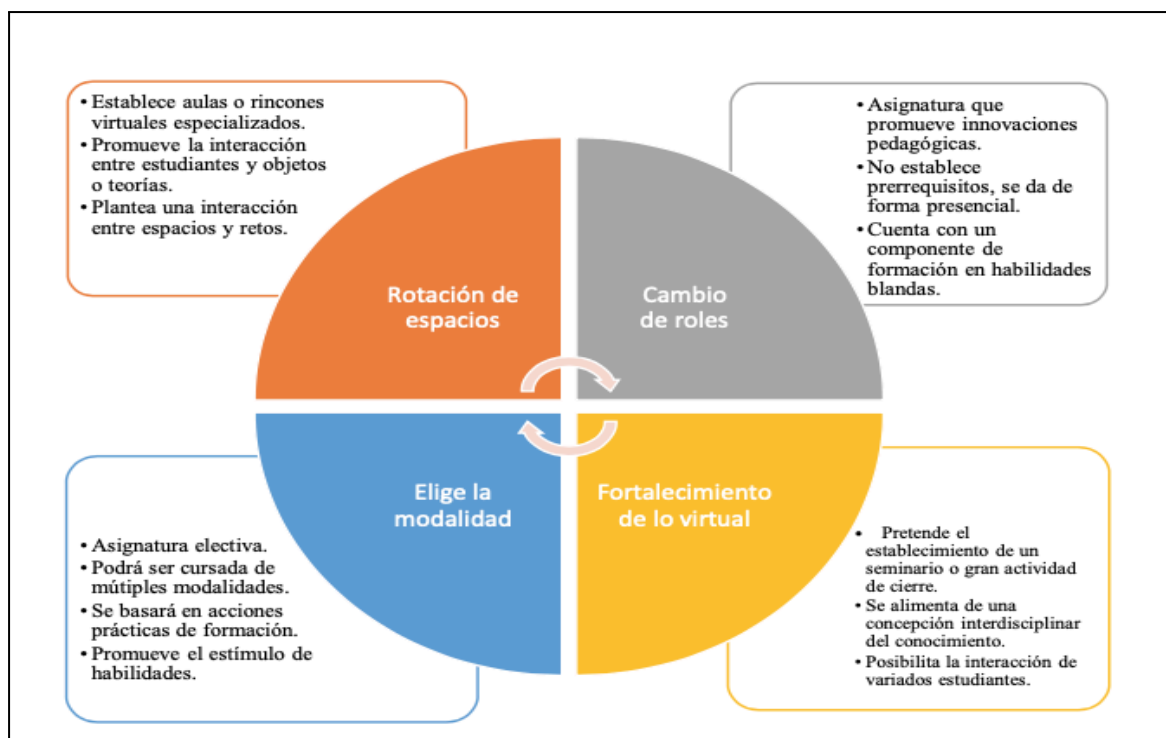 • Establece aulas o rincones
virtuales especializados.
• Promueve la interacción
entre estudiantes y objetos
o teorías.
• Plantea una interacción
entre espacios y retos.
• Asignatura que
promueve innovaciones
pedagógicas.
• No establece
prerrequisitos, se da de
forma presencial.
• Cuenta con un
componente de
formación en habilidades
blandas.
Rotación de
espacios
Cambio
de roles
Elige la
modalidad
Fortalecimiento
de lo virtual
• Asignatura electiva.
• Podrá ser cursada de
mútiples modalidades.
• Se basará en acciones
prácticas de formación.
• Promueve el estímulo de
habilidades.
• Pretende el
establecimiento de un
seminario o gran actividad
de cierre.
• Se alimenta de una
concepción interdisciplinar
del conocimiento.
• Posibilita la interacción de
variados estudiantes.